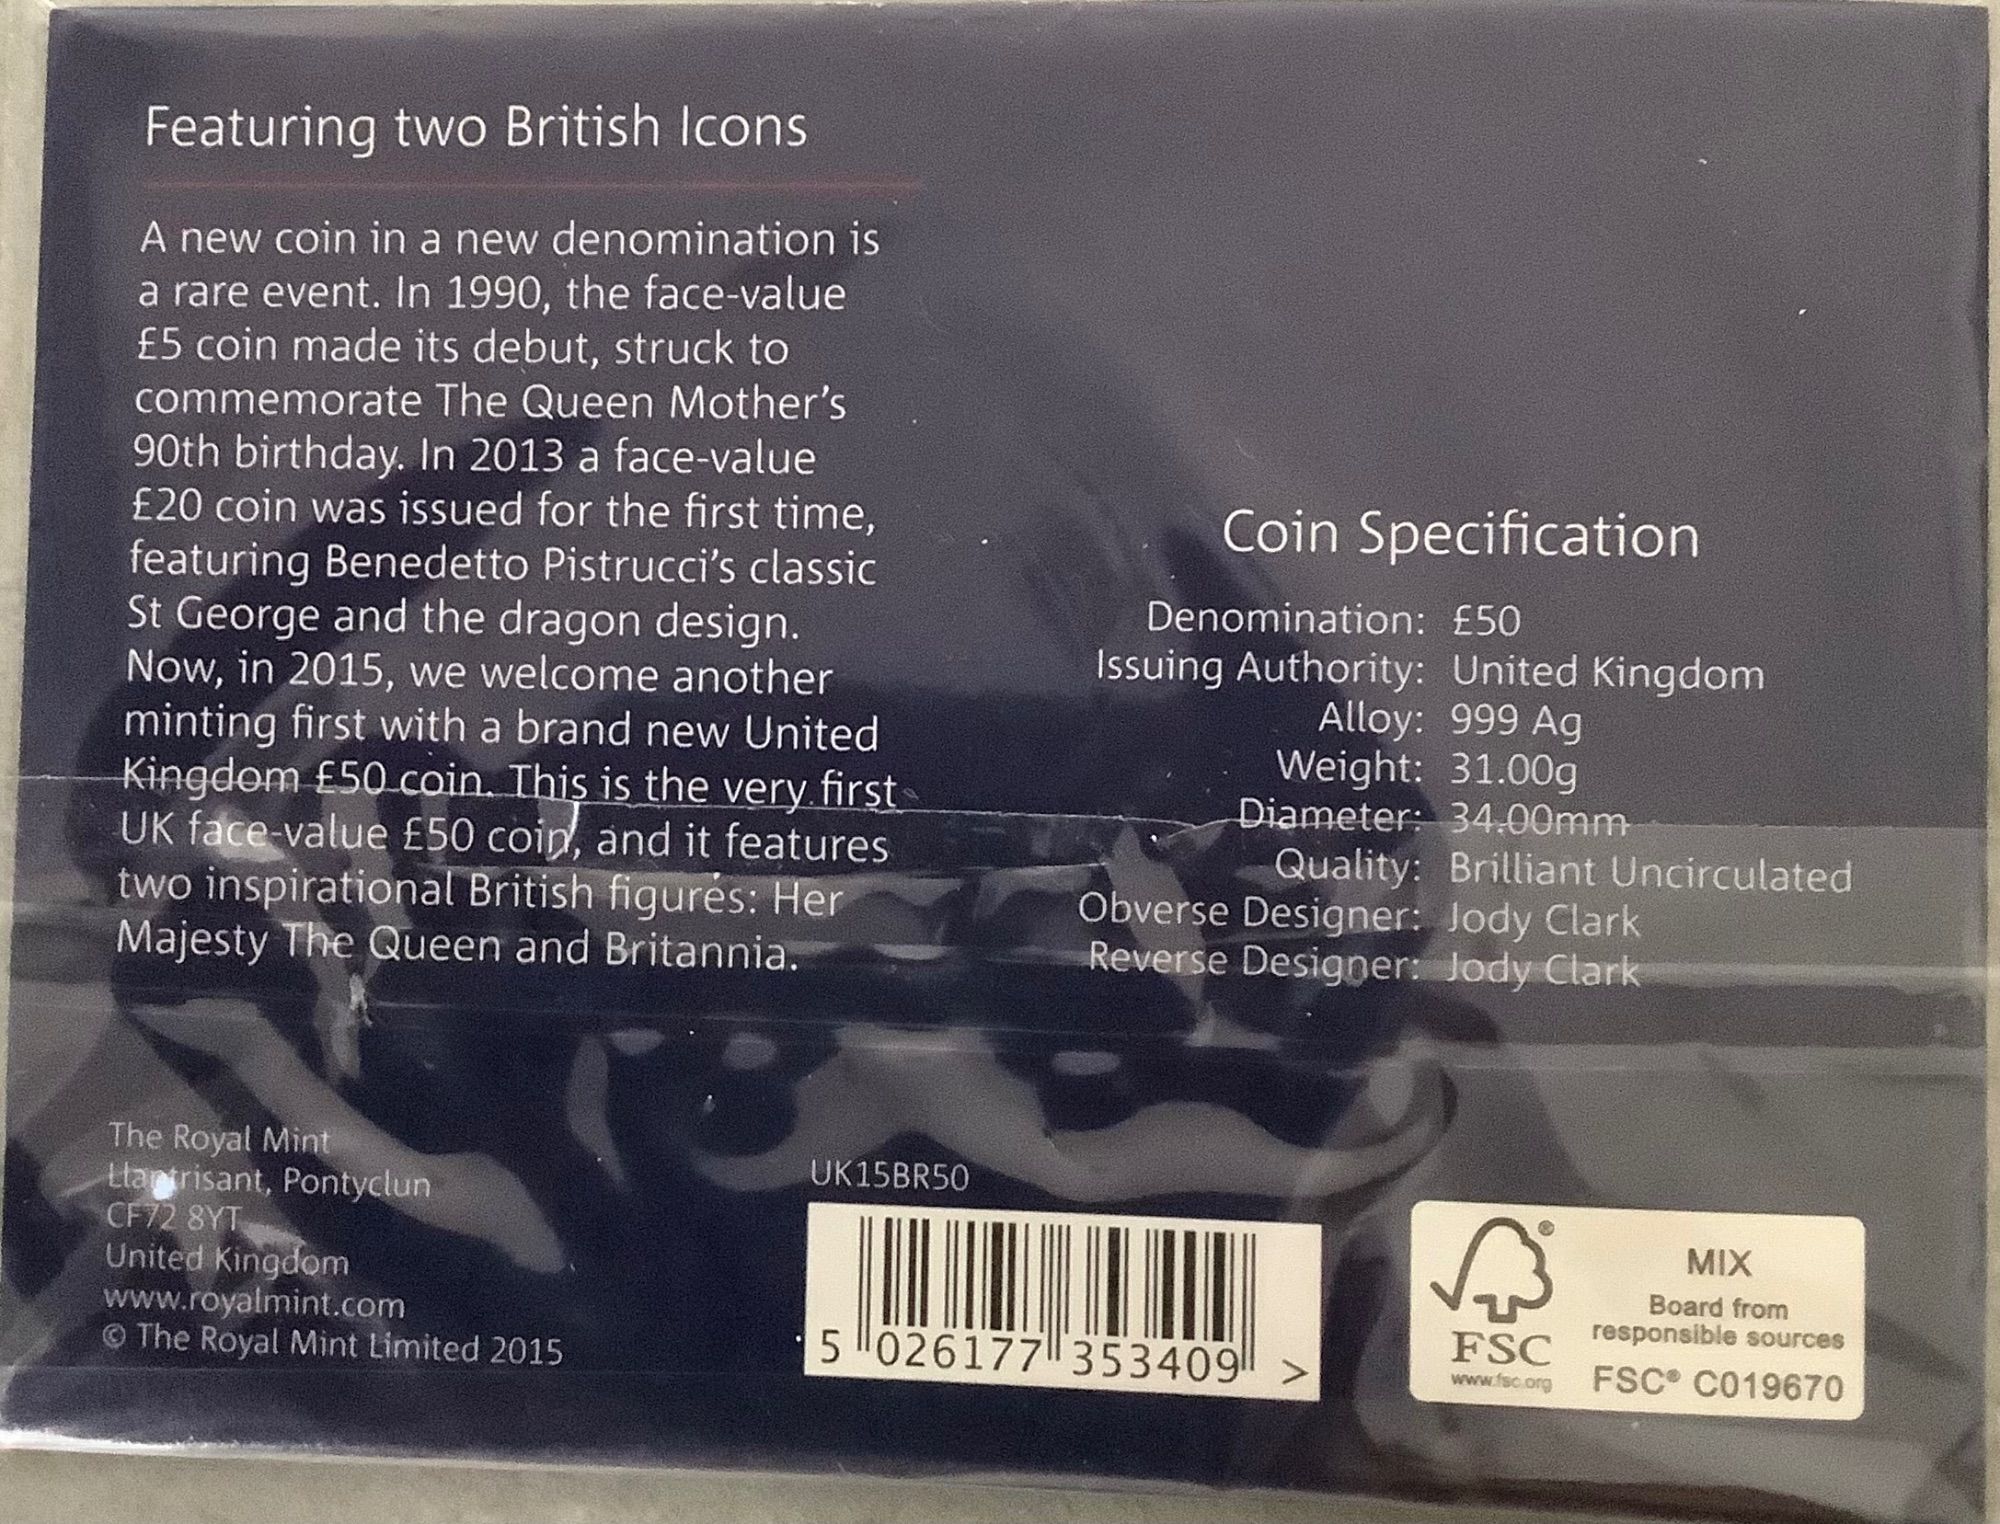 Featuring two British Icons
A new coin in a new denomination is
a rare event. In 1990, the face-value
£5 coin made its debut, struck to
commemorate The Queen Mother's
90th birthday. In 2013 a face-value
£20 coin was issued for the first time,
featuring Benedetto Pistrucci's classic
St George and the dragon design.
Now, in 2015, we welcome another
minting first with a brand new United
Kingdom £50 coin. This is the very first
UK face-value £50 coin, and it features
two inspirational British figures: Her
Majesty The Queen and Britannia.
Coin Specification
Denomination: £50
Issuing Authority: United Kingdom
Alloy: 999 Ag
Weight: 31.00g
Diameter: 34.00mm
Quality: Brilliant Uncirculated
Obverse Designer: Jody Clark
Reverse Designer: Jody Clark
The Royal Mint
Llantrisant, Pontyclun
CF72 8YT
United Kingdom
www.royalmint.com
© The Royal Mint Limited 2015
UK15BR50
5 026177 353409 >
®
FSC
www.fsc.org
MIX
Board from
responsible sources
FSC® C019670